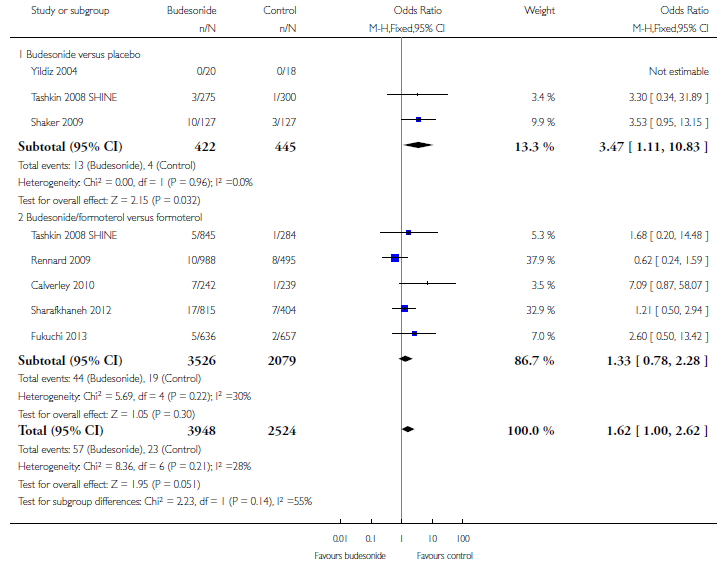 Study or subgroup Budesonide Control Odds Ratio Weight Odds Ratio
n/N n/N M-H,Fixed,95% CI M-H,Fixed,95% CI
1 Budesonide versus placebo
Yildiz 2004 0/20 0/18 Not estimable
Tashkin 2008 SHINE 3/275 1/300 3.4 % 3.30 [ 0.34, 31.89 ]
Shaker 2009 10/127 3/127 9.9 % 3.53 [ 0.95, 13.15 ]
Subtotal (95% CI) 422 445 13.3 % 3.47 [ 1.11, 10.83 ]
Total events: 13 (Budesonide), 4 (Control)
Heterogeneity: Chi² = 0.00, df = 1 (P = 0.96); I² =0.0%
Test for overall effect: Z = 2.15 (P = 0.032)
2 Budesonide/formoterol versus formoterol
Tashkin 2008 SHINE 5/845 1/284 5.3 % 1.68 [ 0.20, 14.48 ]
Rennard 2009 10/988 8/495 37.9 % 0.62 [ 0.24, 1.59 ]
Calverley 2010 7/242 1/239 3.5 % 7.09 [ 0.87, 58.07 ]
Sharafkhaneh 2012 17/815 7/404 32.9 % 1.21 [ 0.50, 2.94 ]
Fukuchi 2013 5/636 2/657 7.0 % 2.60 [ 0.50, 13.42 ]
Subtotal (95% CI) 3526 2079 86.7 % 1.33 [ 0.78, 2.28 ]
Total events: 44 (Budesonide), 19 (Control)
Heterogeneity: Chi² = 5.69, df = 4 (P = 0.22); I² =30%
Test for overall effect: Z = 1.05 (P = 0.30)
Total (95% CI) 3948 2524 100.0 % 1.62 [ 1.00, 2.62 ]
Total events: 57 (Budesonide), 23 (Control)
Heterogeneity: Chi² = 8.36, df = 6 (P = 0.21); I² =28%
Test for overall effect: Z = 1.95 (P = 0.051)
Test for subgroup differences: Chi² = 2.23, df = 1 (P = 0.14), I² =55%
0.01 0.1 1 10 100
Favours budesonide Favours control